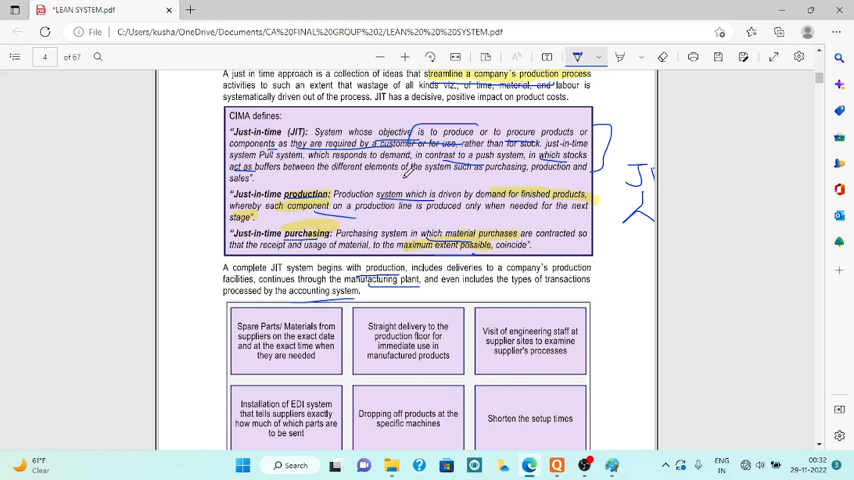 *LEAN SYSTEM.pdf
File
C:/Users/kusha/OneDrive/Documents/CA%20FINAL%20GROUP%202/LEAN%20%20%20SYSTEM.pdf
4
of 67
A just in time approach is a collection of ideas that streamline a company's production process
activities to such an extent that wastage of all kinds viz., of time, material, and labour is
systematically driven out of the process. JIT has a decisive, positive impact on product costs.
CIMA defines:
"Just-in-time (JIT): System whose objective is to produce or to procure products or
components as they are required by a customer or for use, rather than for stock. just-in-time
system Pull system, which responds to demand, in contrast to a push system, in which stocks
act as buffers between the different elements of the system such as purchasing, production and
sales".
"Just-in-time production: Production system which is driven by demand for finished products,
whereby each component on a production line is produced only when needed for the next
stage".
"Just-in-time purchasing: Purchasing system in which material purchases are contracted so
that the receipt and usage of material, to the maximum extent possible, coincide".
A complete JIT system begins with production, includes deliveries to a company's production
facilities, continues through the manufacturing plant, and even includes the types of transactions
processed by the accounting system.
Spare Parts/ Materials from
suppliers on the exact date
and at the exact time when
they are needed
Straight delivery to the
production floor for
immediate use in
manufactured products
Visit of engineering staff at
supplier sites to examine
supplier's processes
Installation of EDI system
that tells suppliers exactly
how much of which parts are
to be sent
Dropping off products at the
specific machines
Shorten the setup times
61°F
Clear
Search
ENG
IN
00:32
29-11-2022